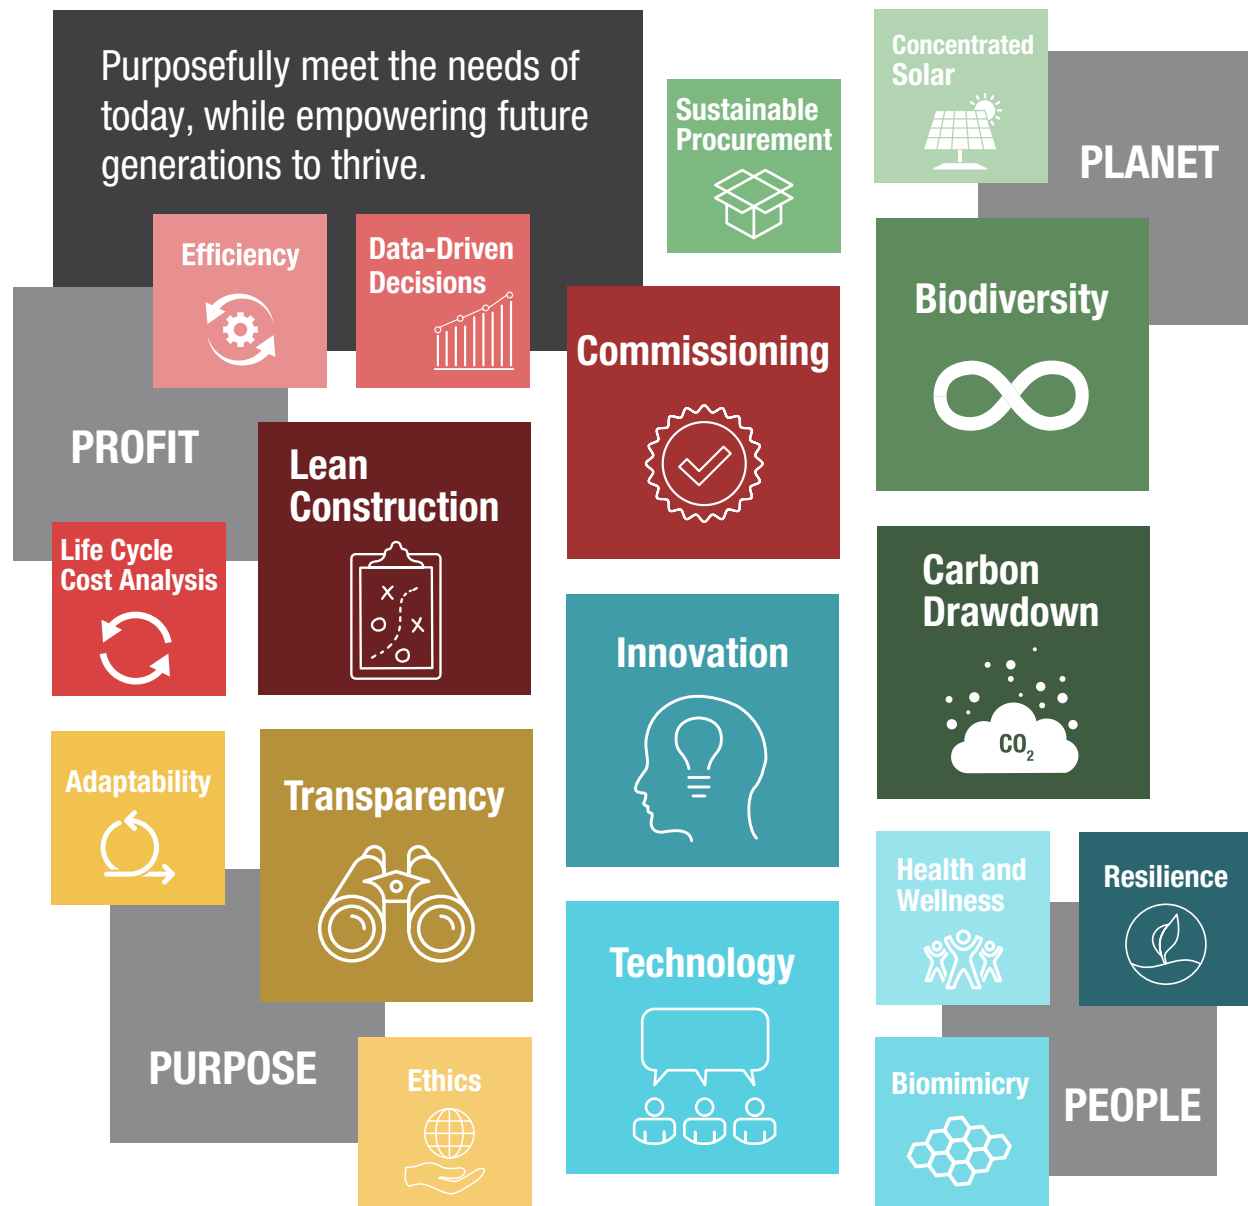 Purposefully meet the needs of
today, while empowering future
generations to thrive.
Sustainable
Procurement
Concentrated
Solar
PLANET
Efficiency
Data-Driven
Decisions
Commissioning
Biodiversity
PROFIT
Lean
Construction
Life Cycle
Cost Analysis
Innovation
Carbon
Drawdown
CO₂
Adaptability
Transparency
Technology
Health and
Wellness
Resilience
PURPOSE
Ethics
Biomimicry
PEOPLE